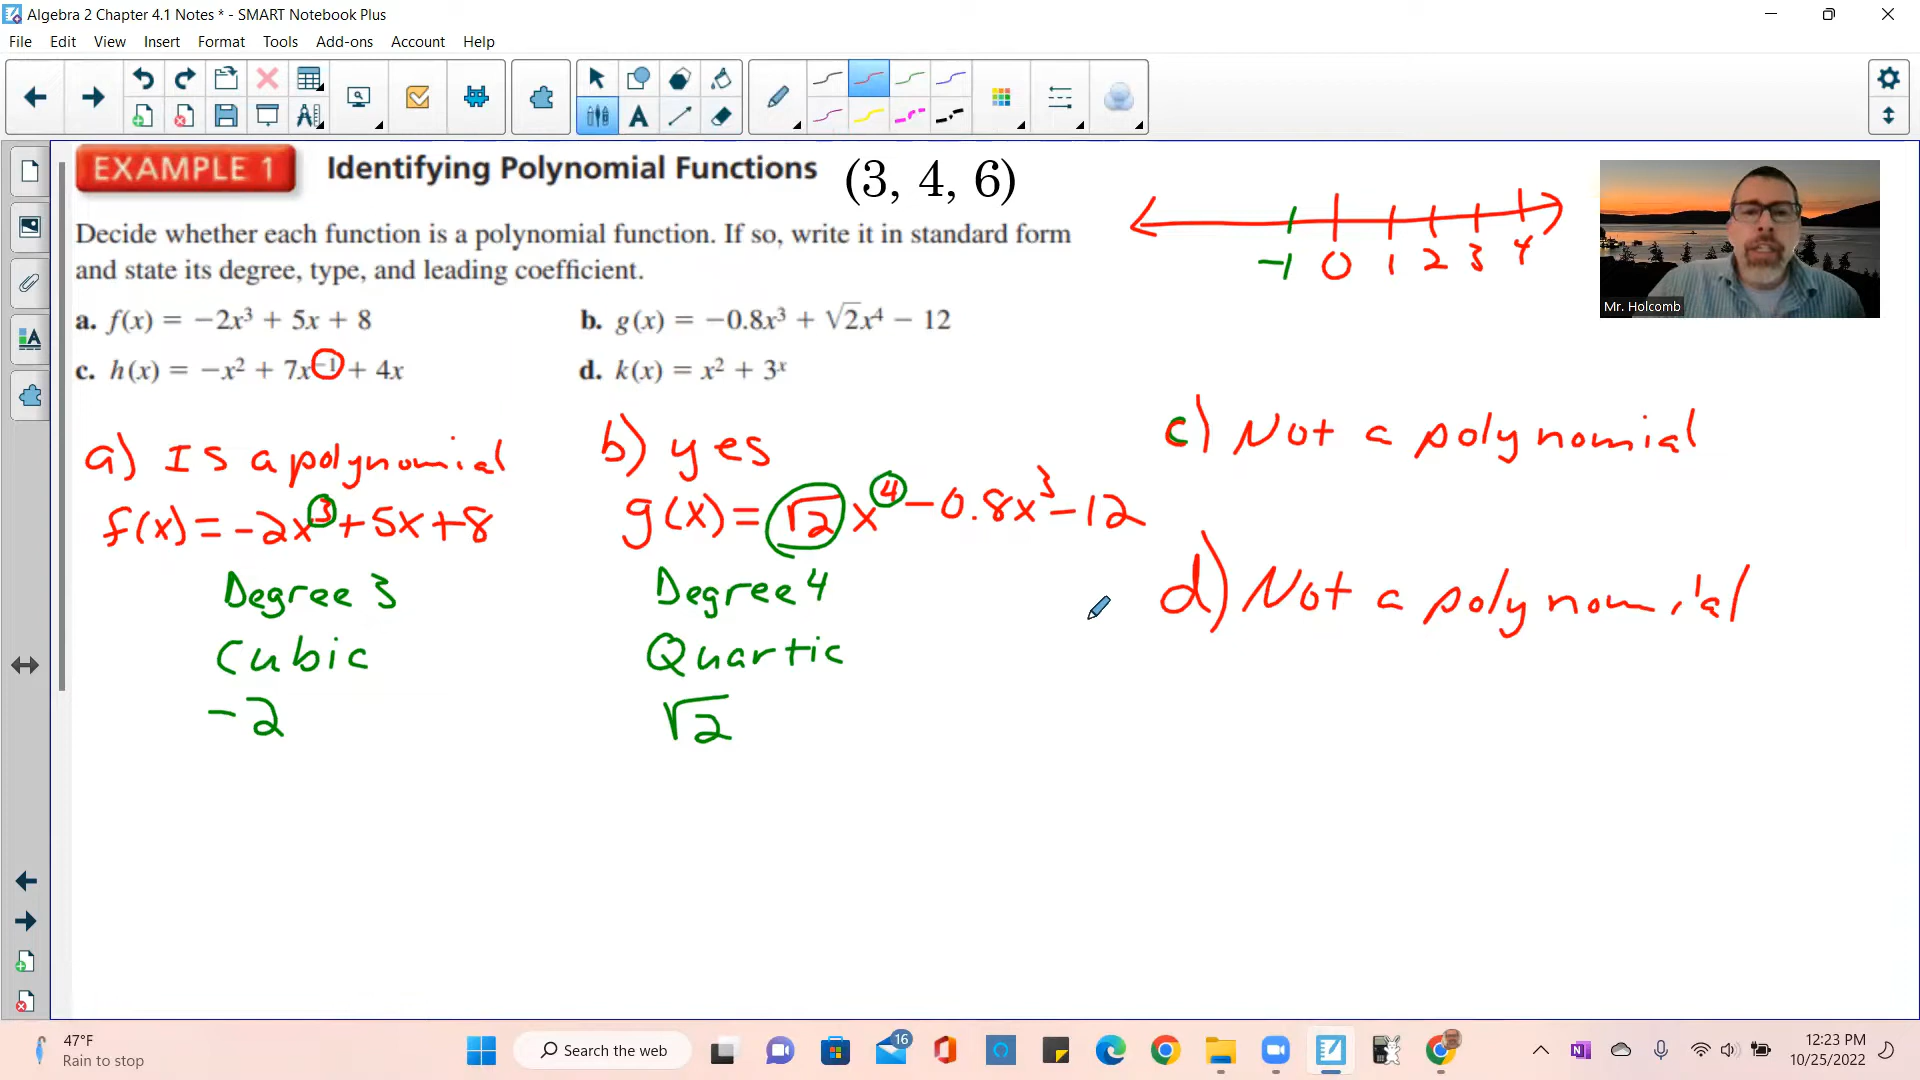 Algebra 2 Chapter 4.1 Notes * - SMART Notebook Plus
File Edit View Insert Format Tools Add-ons Account Help
EXAMPLE 1 Identifying Polynomial Functions (3, 4, 6)
Decide whether each function is a polynomial function. If so, write it in standard form
and state its degree, type, and leading coefficient.
a. f(x) = −2x³ + 5x + 8
b. g(x) = −0.8x³ + √2x⁴ − 12
c. h(x) = −x² + 7x⁻¹ + 4x
d. k(x) = x² + 3ˣ
-1 0 1 2 3 4
Mr. Holcomb
a) Is a polynomial
f(x) = -2x³ + 5x + 8
Degree 3
Cubic
-2
b) yes
g(x) = √2 x⁴ - 0.8x³ - 12
Degree 4
Quartic
√2
c) Not a polynomial
d) Not a polynomial
47°F
Rain to stop
Search the web
16
12:23 PM
10/25/2022